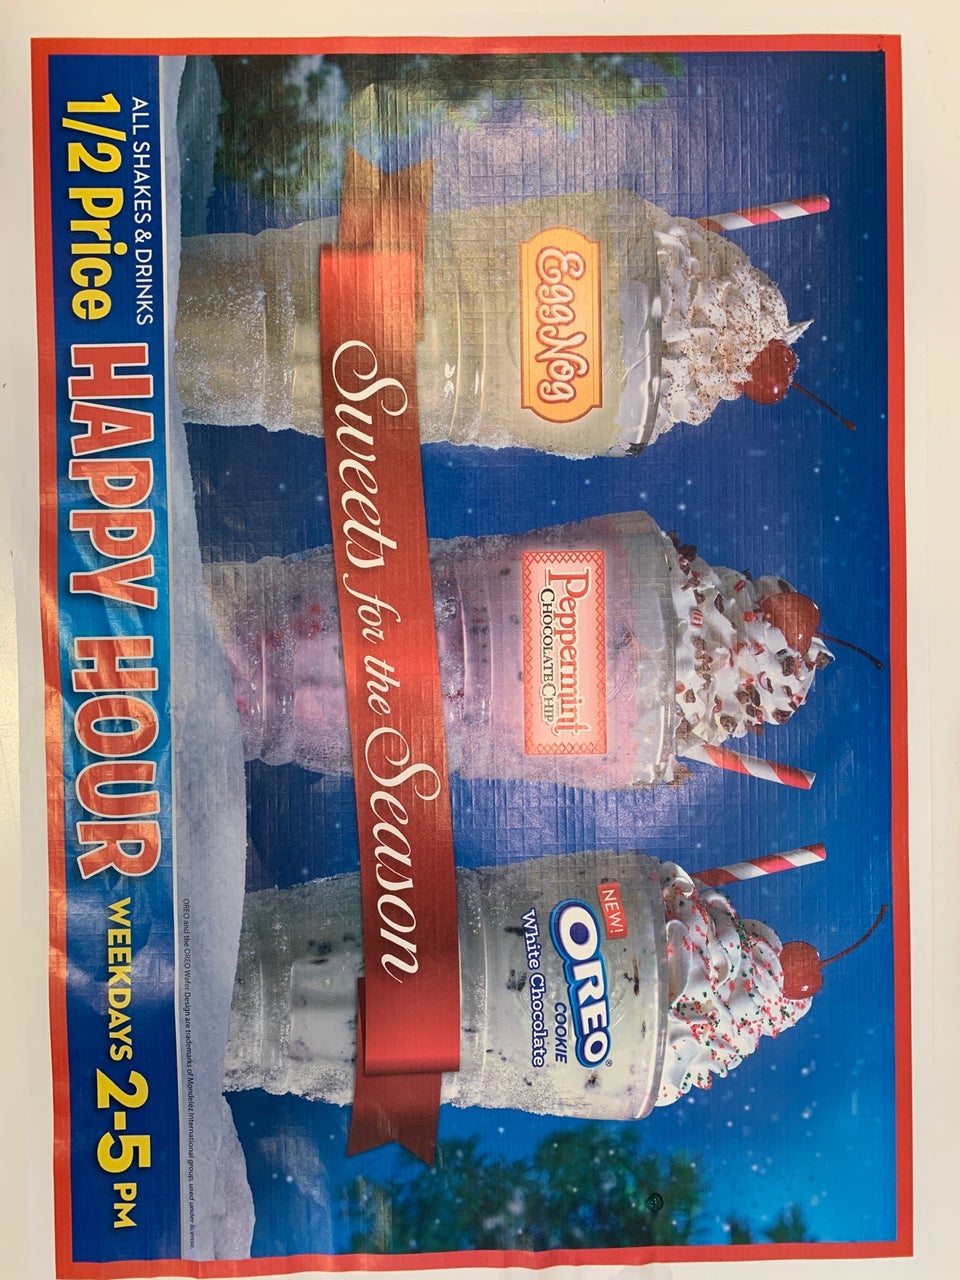 EggNog
Peppermint
CHOCOLATE CHIP
NEW!
OREO®
COOKIE
White Chocolate
Sweets for the Season
OREO and the OREO Wafer Design are trademarks of Mondelēz International group, used under license.
ALL SHAKES & DRINKS
1/2 Price HAPPY HOUR WEEKDAYS 2-5 PM